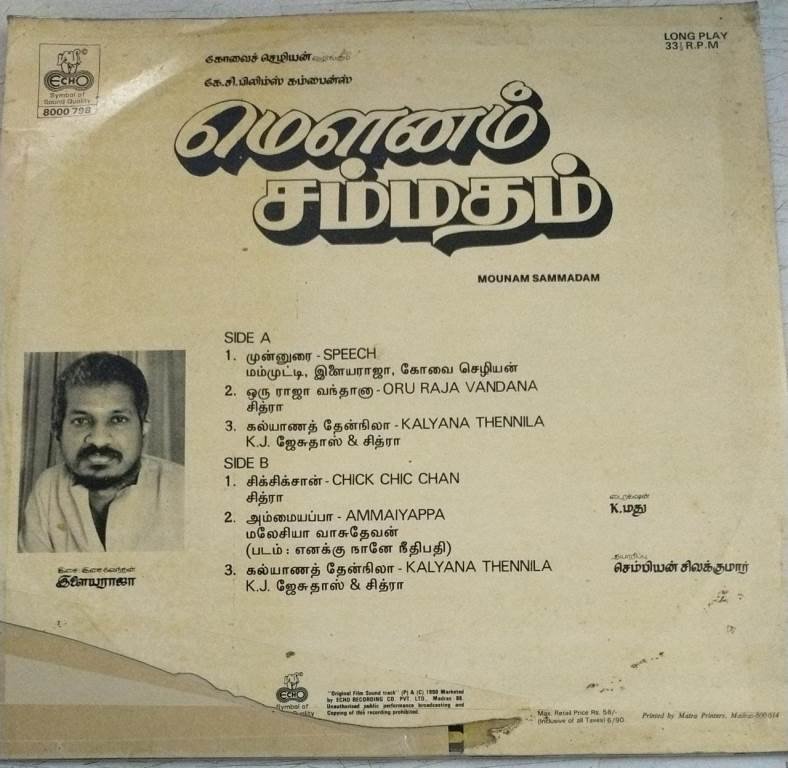 ECHO
Symbol of
Sound Quality
8000 798
கோவைச் செழியன் வழங்கும்
கே.சி.பிலிம்ஸ் கம்பைன்ஸ்
LONG PLAY
33⅓ R.P.M
மௌனம்
சம்மதம்
MOUNAM SAMMADAM
SIDE A
1. முன்னுரை - SPEECH
மம்முட்டி, இளையராஜா, கோவை செழியன்
2. ஒரு ராஜா வந்தானா - ORU RAJA VANDANA
சித்ரா
3. கல்யாணத் தேன்நிலா - KALYANA THENNILA
K.J. ஜேசுதாஸ் & சித்ரா
SIDE B
1. சிக்சிக்சான் - CHICK CHIC CHAN
சித்ரா
2. அம்மையப்பா - AMMAIYAPPA
மலேசியா வாசுதேவன்
(படம் : எனக்கு நானே நீதிபதி)
3. கல்யாணத் தேன்நிலா - KALYANA THENNILA
K.J. ஜேசுதாஸ் & சித்ரா
டைரக்ஷன்
K.மது
தயாரிப்பு
செம்பியன் சிவக்குமார்
இளையராஜா
ECHO
Symbol of
Sound Quality
"Original Film Sound track" (P) & (C) 1990 Marketed
by ECHO RECORDING CO. PVT. LTD., Madras 86.
Unauthorised public performance broadcasting and
Copying of this recording prohibited.
Max. Retail Price Rs. 58/-
(Inclusive of all Taxes) 6/90.
Printed by Matra Printers, Madras-600 014